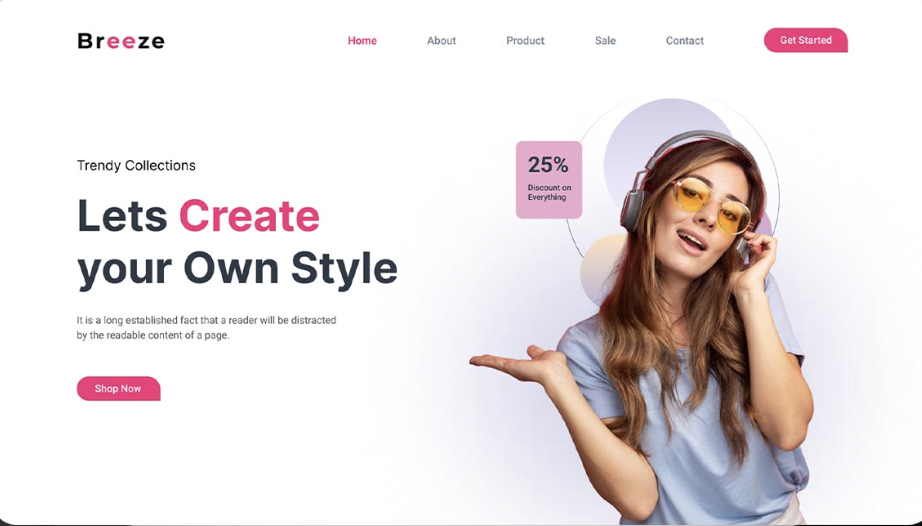 Breeze
Home About Product Sale Contact Get Started
Trendy Collections
Lets Create
your Own Style
It is a long established fact that a reader will be distracted
by the readable content of a page.
Shop Now
25%
Discount on
Everything